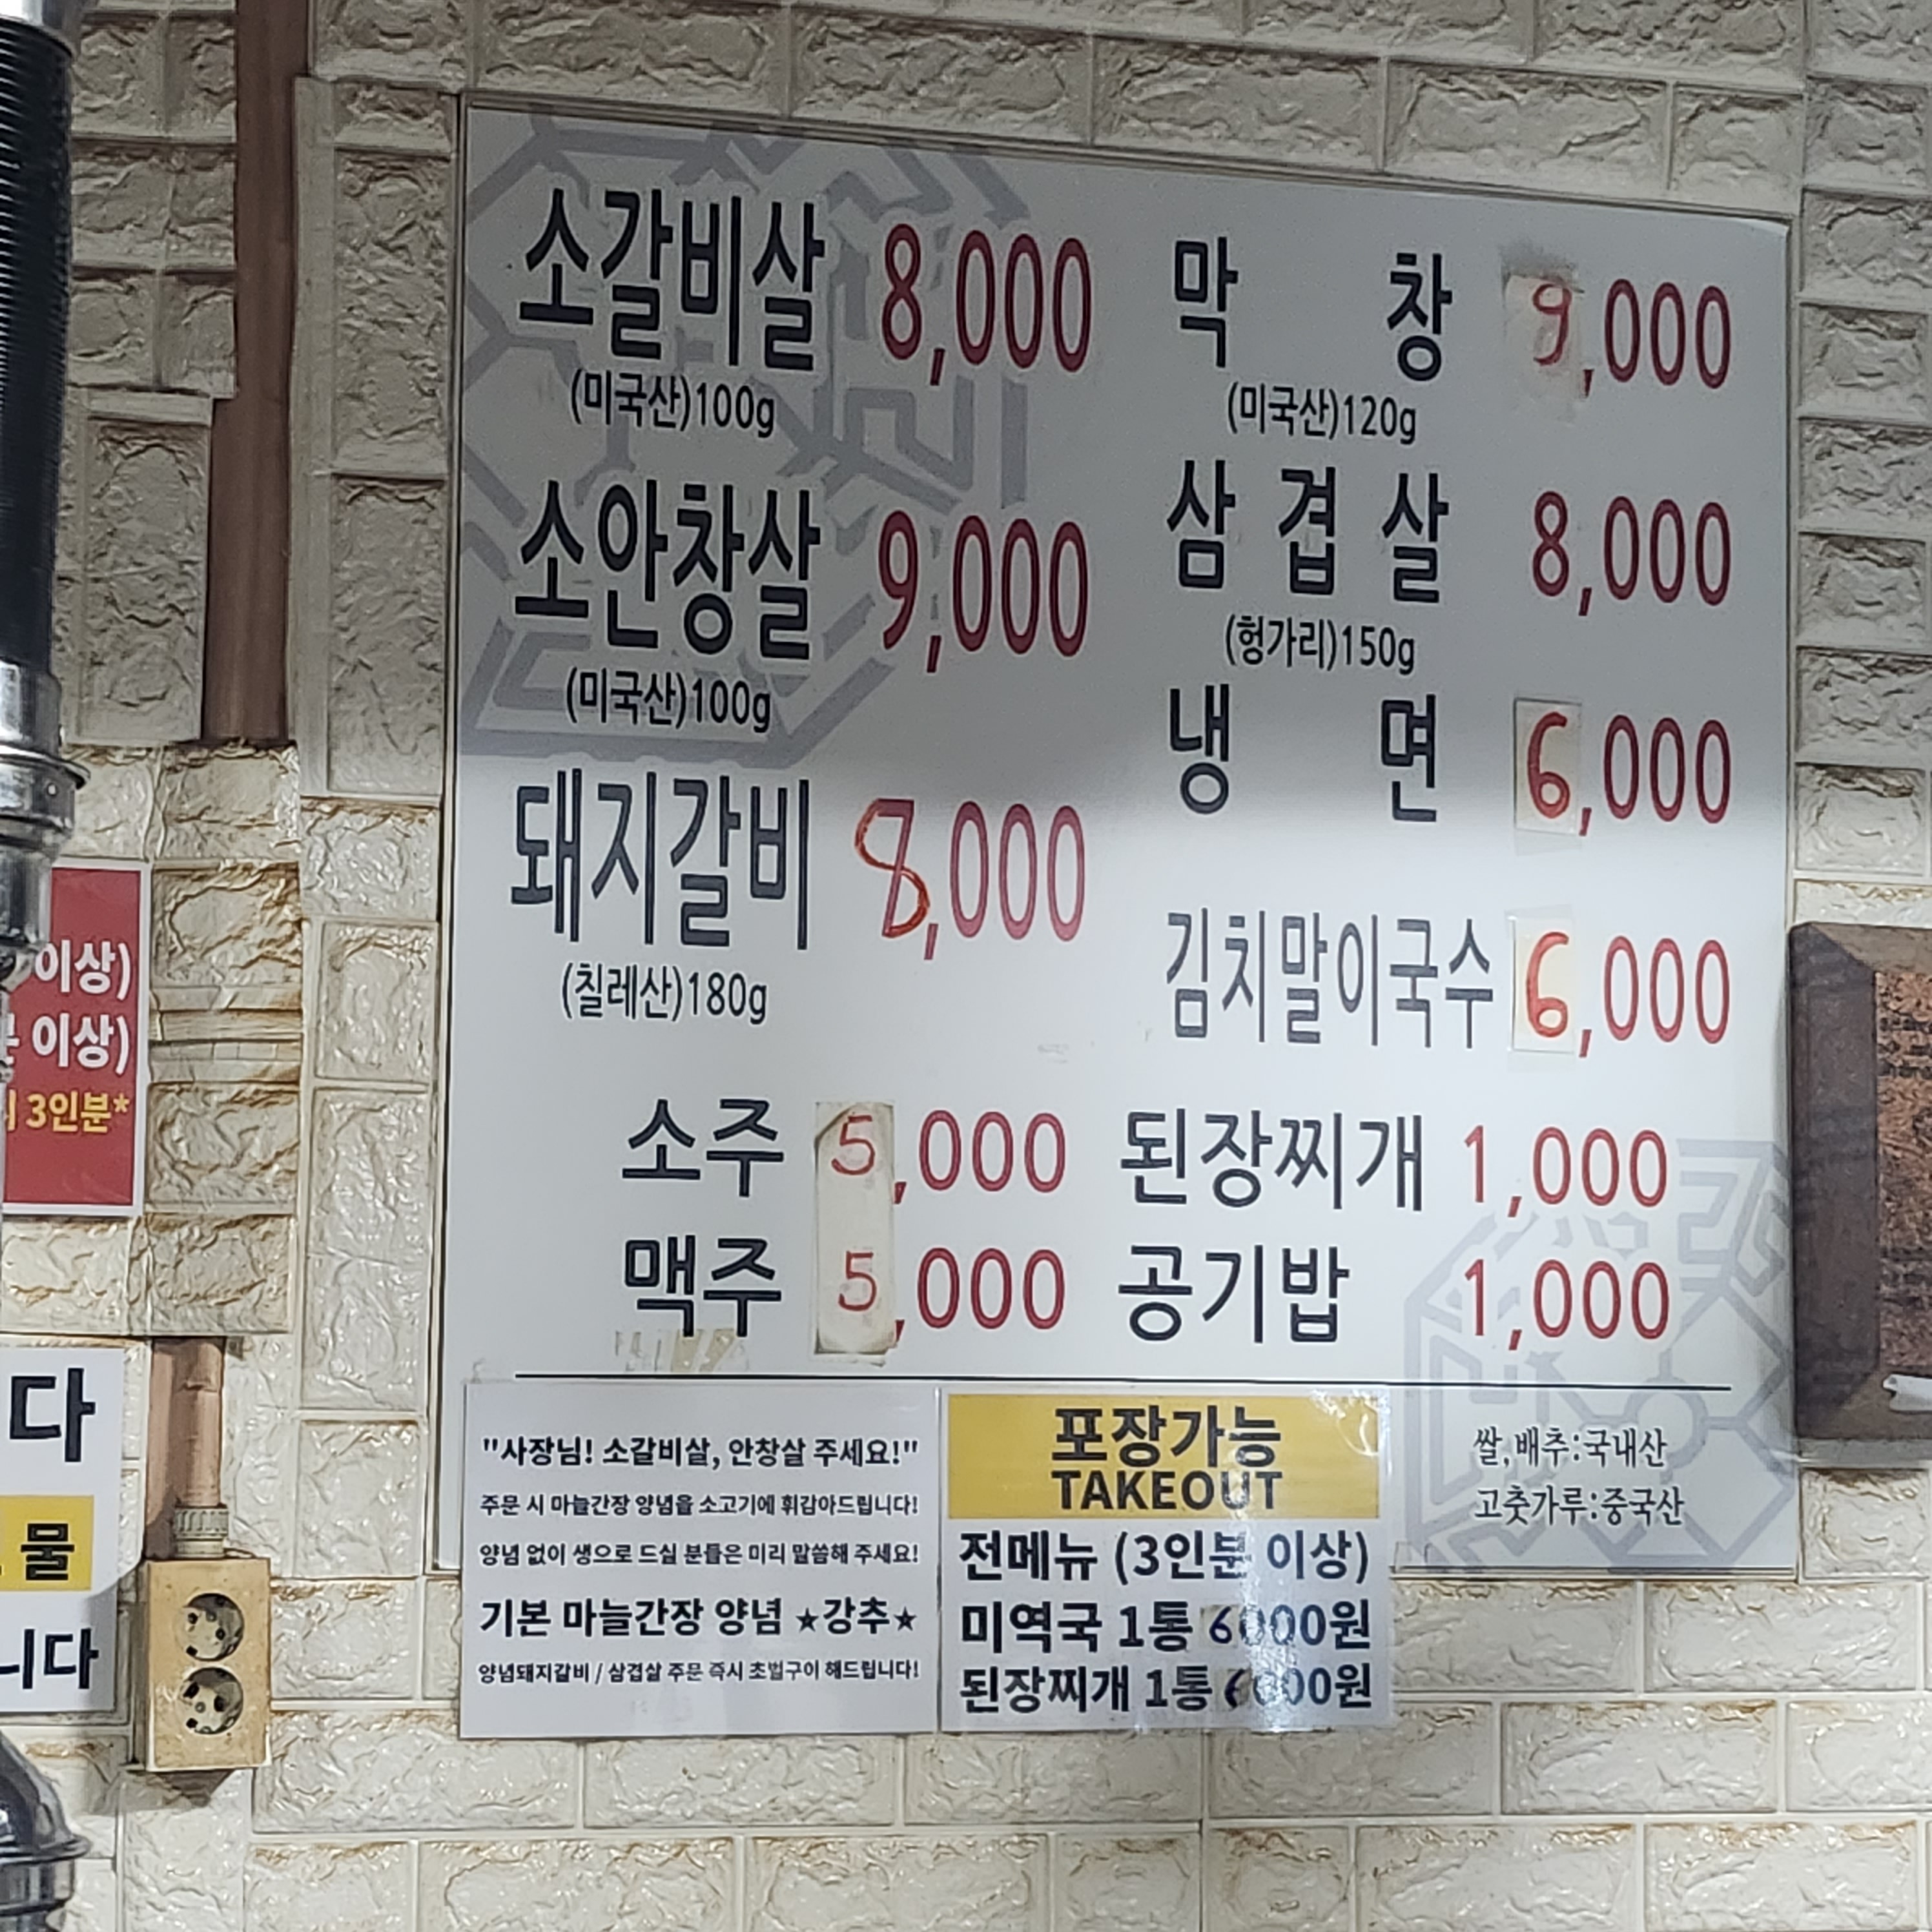 소갈비살 8,000
(미국산)100g
소안창살 9,000
(미국산)100g
돼지갈비 8,000
(칠레산)180g
소주 5,000
맥주 5,000
막 창 9,000
(미국산)120g
삼 겹 살 8,000
(헝가리)150g
냉 면 6,000
김치말이국수 6,000
된장찌개 1,000
공기밥 1,000
"사장님! 소갈비살, 안창살 주세요!"
주문 시 마늘간장 양념을 소고기에 휘감아드립니다!
양념 없이 생으로 드실 분들은 미리 말씀해 주세요!
기본 마늘간장 양념 ★강추★
양념돼지갈비 / 삼겹살 주문 즉시 초벌구이 해드립니다!
포장가능
TAKEOUT
전메뉴 (3인분 이상)
미역국 1통 6000원
된장찌개 1통 6000원
쌀,배추:국내산
고춧가루:중국산
이상)
이상)
3인분*
다
물
니다